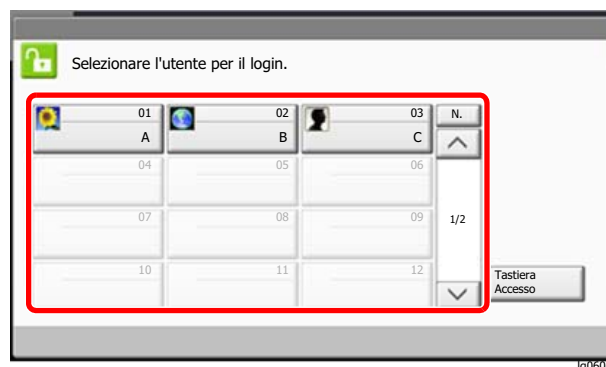 Selezionare l'utente per il login.
01 02 03 N.
A B C
04 05 06
07 08 09 1/2
10 11 12
Tastiera
Accesso